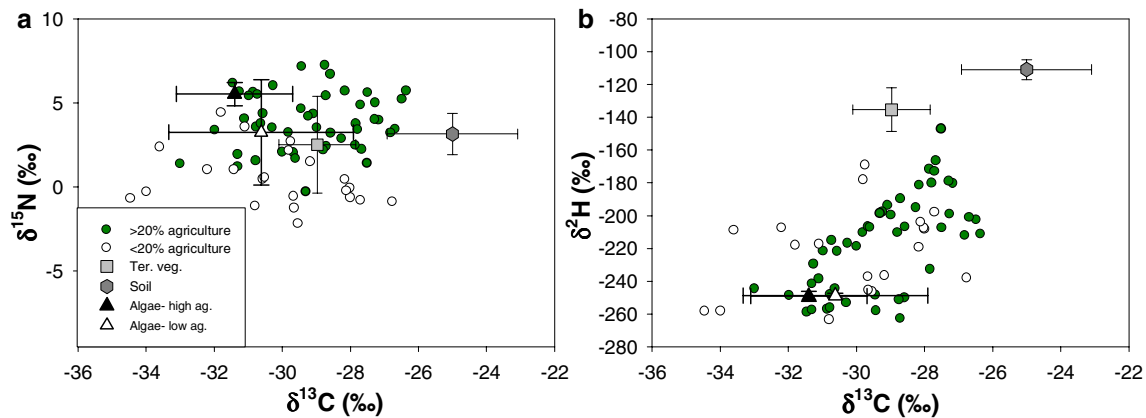 a
10
5
0
-5
δ15N (‰)
>20% agriculture
<20% agriculture
Ter. veg.
Soil
Algae- high ag.
Algae- low ag.
-36 -34 -32 -30 -28 -26 -24 -22
δ13C (‰)
b
-80
-100
-120
-140
-160
-180
-200
-220
-240
-260
-280
δ2H (‰)
-36 -34 -32 -30 -28 -26 -24 -22
δ13C (‰)